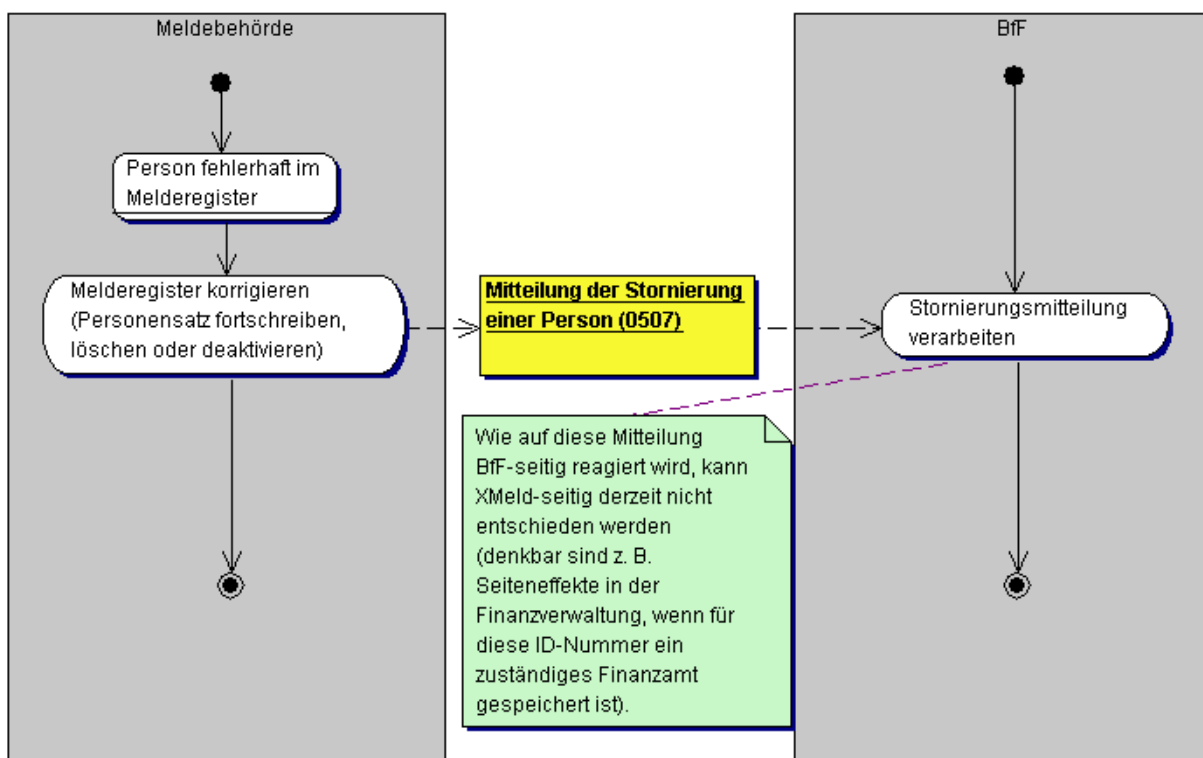 Meldebehörde
BfF
Person fehlerhaft im
Melderegister
Melderegister korrigieren
(Personensatz fortschreiben,
löschen oder deaktivieren)
Mitteilung der Stornierung
einer Person (0507)
Stornierungsmitteilung
verarbeiten
Wie auf diese Mitteilung
BfF-seitig reagiert wird, kann
XMeld-seitig derzeit nicht
entschieden werden
(denkbar sind z. B.
Seiteneffekte in der
Finanzverwaltung, wenn für
diese ID-Nummer ein
zuständiges Finanzamt
gespeichert ist).